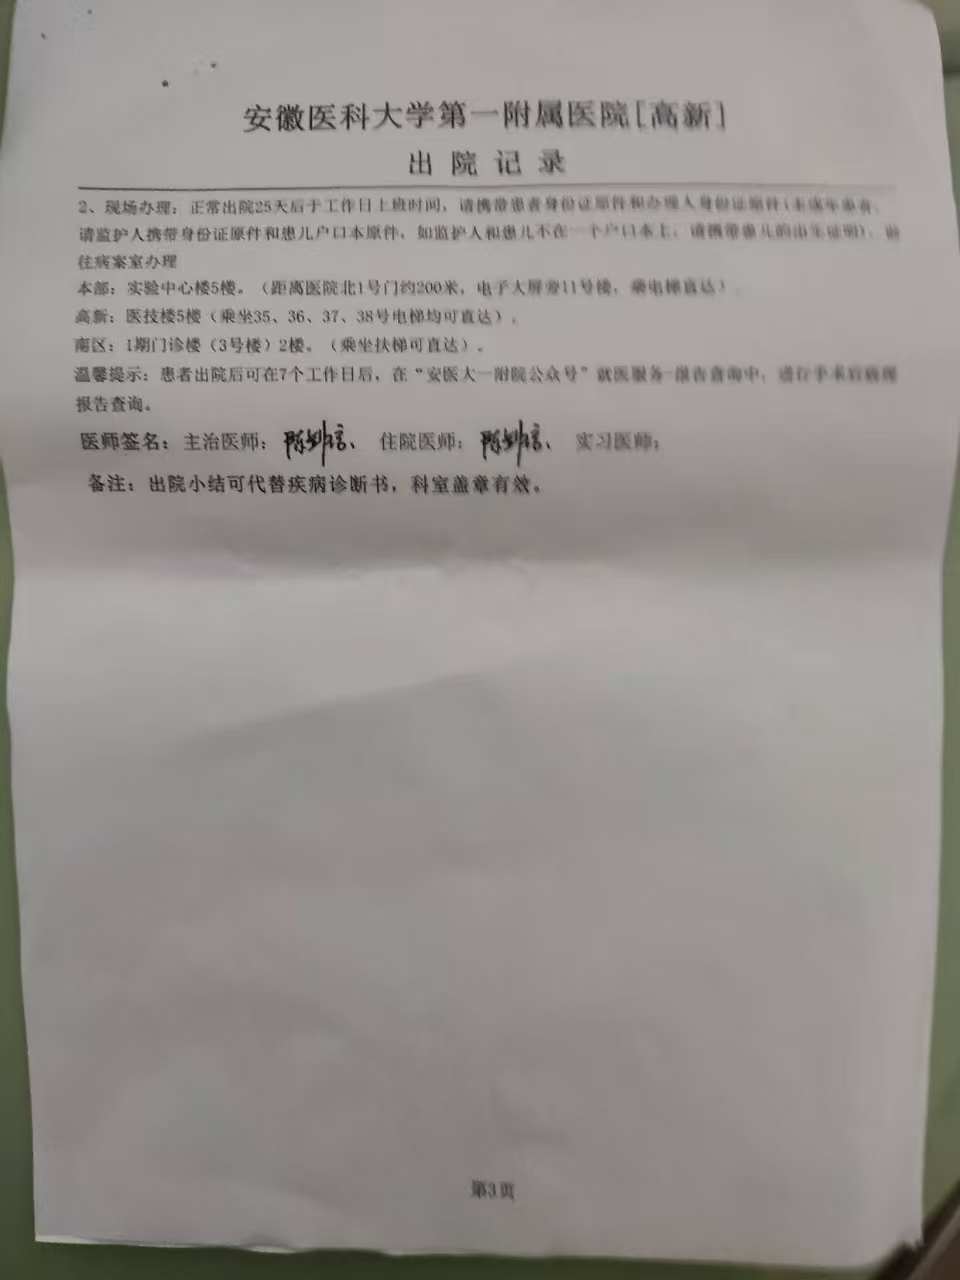 安徽医科大学第一附属医院[高新]
出院记录
2、现场办理：正常出院25天后于工作日上班时间，请携带患者身份证原件和办理人身份证原件（未成年患者，
请监护人携带身份证原件和患儿户口本原件，如监护人和患儿不在一个户口本上，请携带患儿的出生证明），前
往病案室办理
本部：实验中心楼5楼。（距离医院北1号门约200米，电子大屏旁11号楼，乘电梯直达）
高新：医技楼5楼（乘坐35、36、37、38号电梯均可直达）。
南区：1期门诊楼（3号楼）2楼。（乘坐扶梯可直达）。
温馨提示：患者出院后可在7个工作日后，在“安医大一附院公众号”就医服务-报告查询中，进行手术后病理
报告查询。
医师签名：主治医师： 住院医师： 实习医师：
备注：出院小结可代替疾病诊断书，科室盖章有效。
第3页